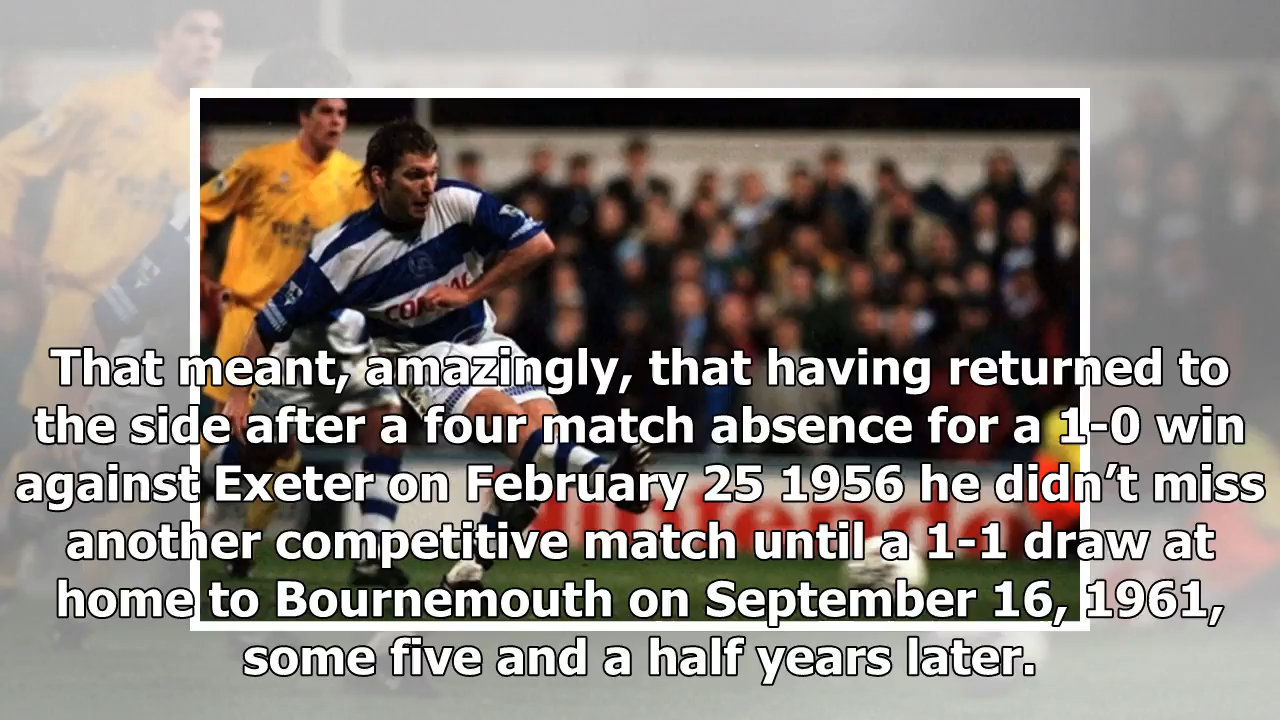 That meant, amazingly, that having returned to
the side after a four match absence for a 1-0 win
against Exeter on February 25 1956 he didn’t miss
another competitive match until a 1-1 draw at
home to Bournemouth on September 16, 1961,
some five and a half years later.